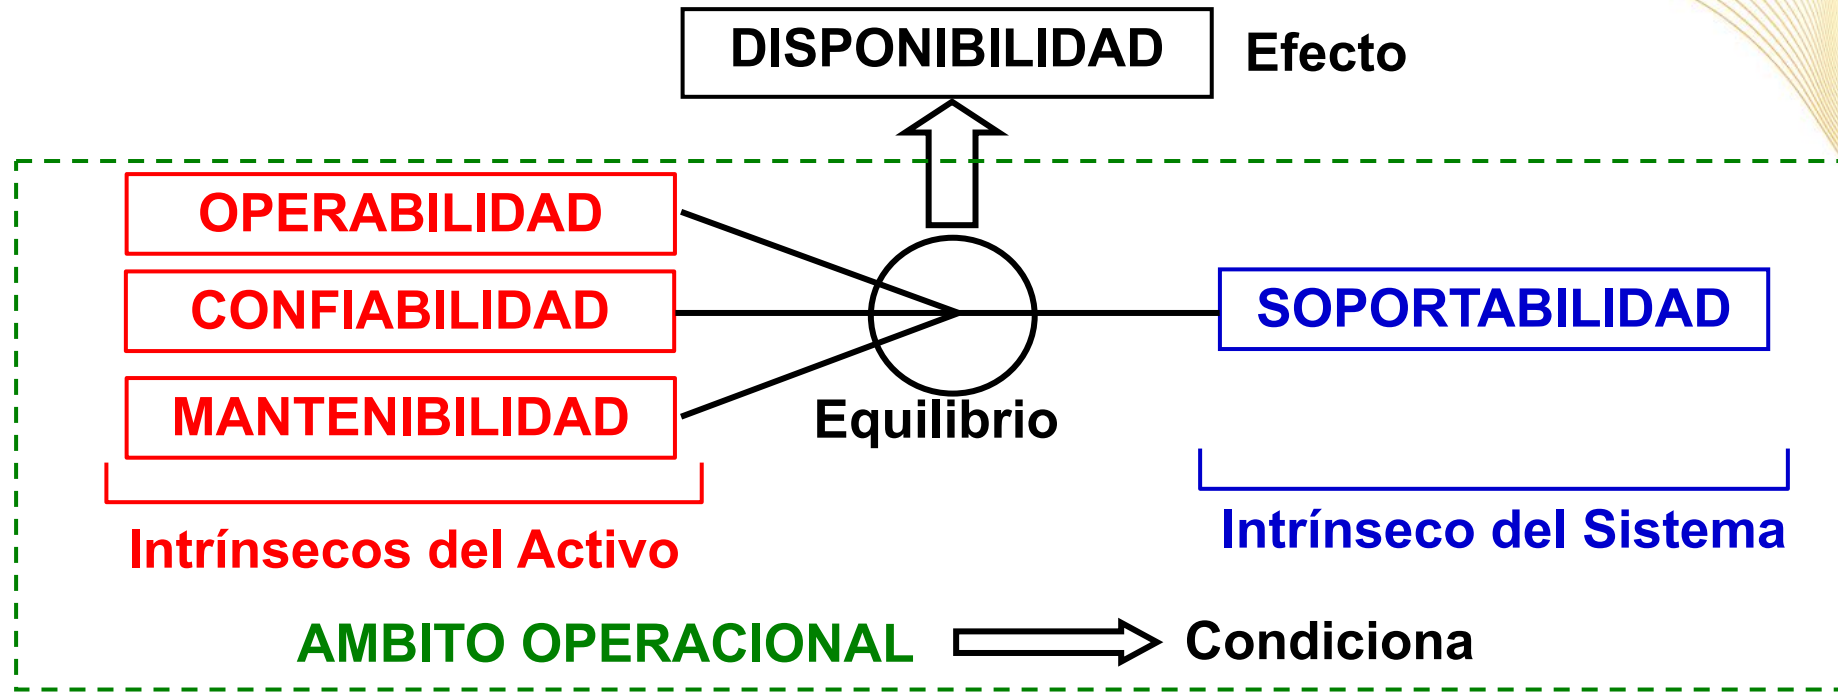 DISPONIBILIDAD
Efecto
OPERABILIDAD
CONFIABILIDAD
MANTENIBILIDAD
Equilibrio
SOPORTABILIDAD
Intrínsecos del Activo
Intrínseco del Sistema
AMBITO OPERACIONAL
Condiciona